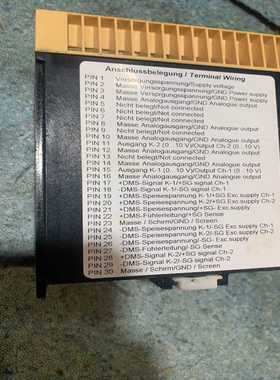 Anschlussbelegung / Terminal Wiring
PIN 1 Versorgungsspannung/Supply voltage
PIN 2 Masse Versorgungsspannung/GND Power supply
PIN 3 Masse Versorgungsspannung/GND Power supply
PIN 4 Masse Analogausgang/GND Analogue output
PIN 5 Nicht belegt/Not connected
PIN 6 Nicht belegt/Not connected
PIN 7 Nicht belegt/Not connected
PIN 8 Masse Analogausgang/GND Analogue output
PIN 9 Nicht belegt/Not connected
PIN 10 Masse Analogausgang/GND Analogue output
PIN 11 Ausgang K-2 (0...10 V)/Output Ch-2 (0...10 V)
PIN 12 Masse Analogausgang/GND Analogue output
PIN 13 Nicht belegt/Not connected
PIN 14 Masse Analogausgang/GND Analogue output
PIN 15 Ausgang K-1 (0...10 V)/Output Ch-1 (0...10 V)
PIN 16 Masse Analogausgang/GND Analogue output
PIN 17 +DMS-Signal K-1/+SG signal Ch-1
PIN 18 -DMS-Signal K-1/-SG signal Ch-1
PIN 19 +DMS-Speisespannung K-1/+SG Exc.supply Ch-1
PIN 20 +DMS-Speisespannung K-2/+SG Exc.supply Ch-2
PIN 21 +DMS-Speisespannung/+SG- Exc.supply
PIN 22 +DMS-Fühlerleitung/+SG- Sense
PIN 23 Masse / Schirm/GND / Screen
PIN 24 -DMS-Speisespannung K-1/-SG Exc.supply Ch-1
PIN 25 -DMS-Speisespannung K-2/-SG Exc.supply Ch-2
PIN 26 -DMS-Speisespannung/-SG- Exc.supply
PIN 27 -DMS-Fühlerleitung/-SG Sense
PIN 28 +DMS-Signal K-2/+SG signal Ch-2
PIN 29 -DMS-Signal K-2/-SG signal Ch-2
PIN 30 Masse / Schirm/GND / Screen